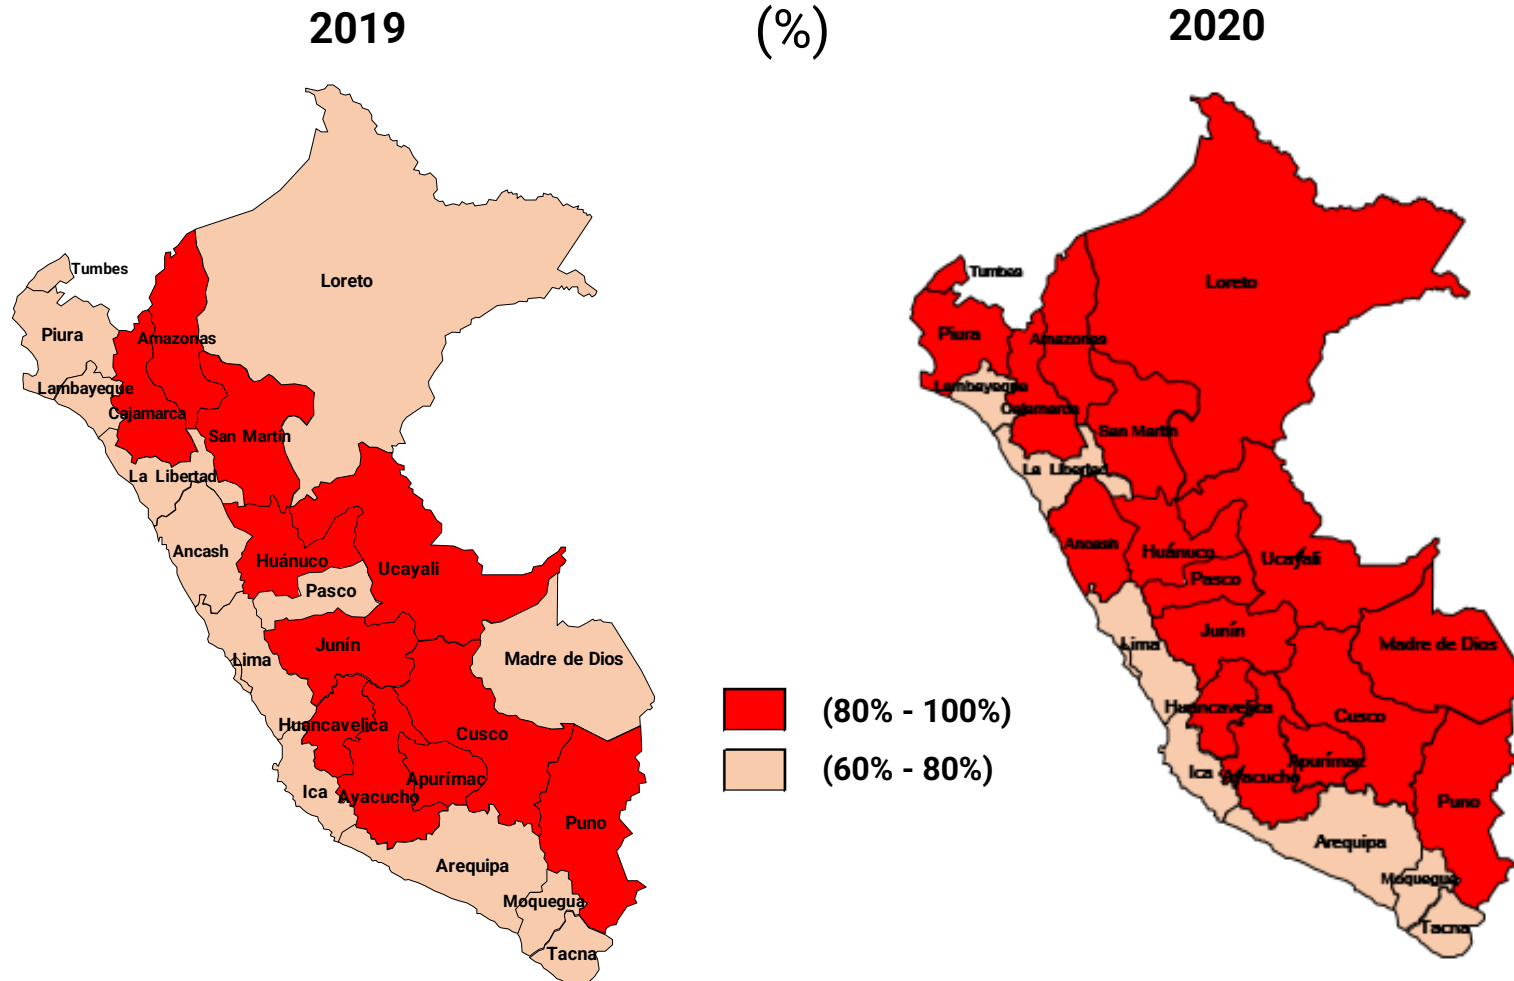 2019
(%)
2020
Tumbes
Loreto
Piura
Amazonas
Lambayeque
Cajamarca
San Martín
La Libertad
Ancash
Huánuco
Ucayali
Pasco
Junín
Lima
Madre de Dios
Huancavelica
Cusco
Apurímac
Ica
Ayacucho
Puno
Arequipa
Moquegua
Tacna
(80% - 100%)
(60% - 80%)
Tumbes
Loreto
Piura
Amazonas
Lambayeque
Cajamarca
San Martín
La Libertad
Ancash
Huánuco
Ucayali
Pasco
Junín
Lima
Madre de Dios
Huancavelica
Cusco
Apurímac
Ica
Ayacucho
Puno
Arequipa
Moquegua
Tacna